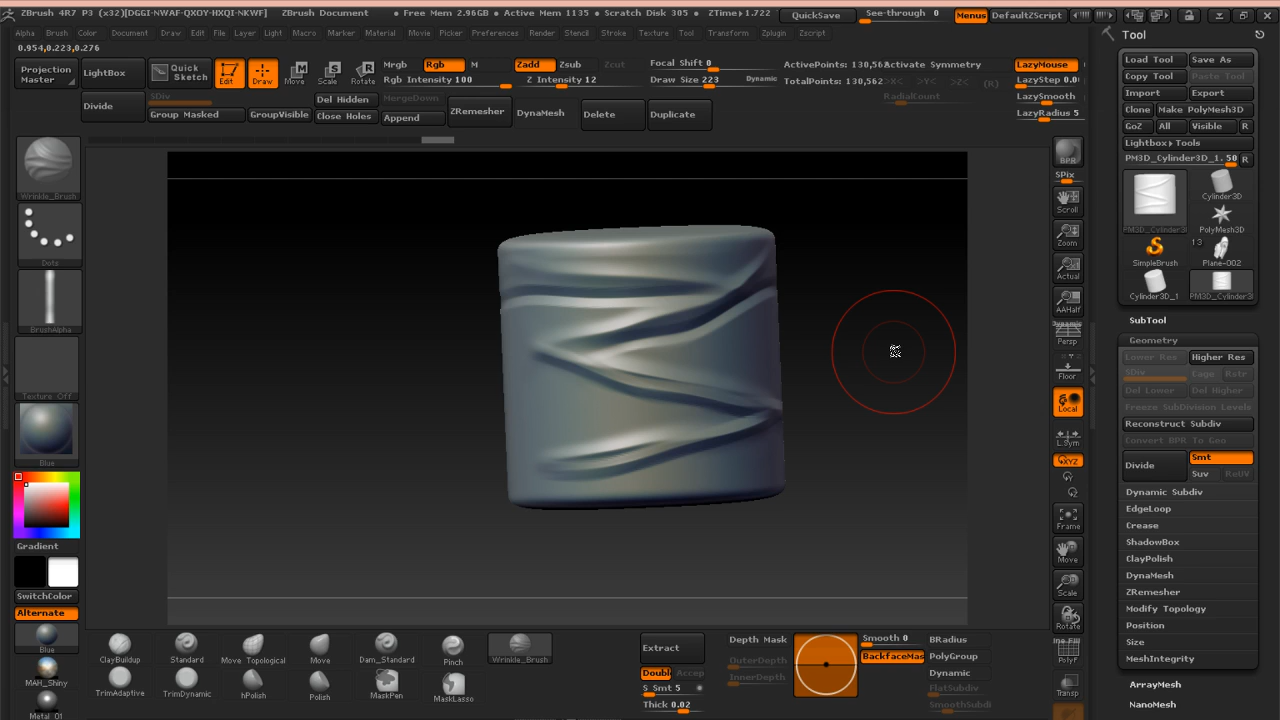 ZBrush 4R7 P3 (x32)[DGGI-NWAF-QXOY-HXQI-NKWF] ZBrush Document • Free Mem 2.96GB • Active Mem 1135 • Scratch Disk 305 • ZTime▸1.722 QuickSave See-through 0 Menus DefaultZScript
Alpha Brush Color Document Draw Edit File Layer Light Macro Marker Material Movie Picker Preferences Render Stencil Stroke Texture Tool Transform Zplugin Zscript
0.954,0.223,0.276
Projection Master
LightBox
Quick Sketch
Edit
Draw
Move
Scale
Rotate
Mrgb Rgb M
Rgb Intensity 100
Zadd Zsub Zcut
Z Intensity 12
Focal Shift 0
Draw Size 223 Dynamic
ActivePoints: 130,56 Activate Symmetry
TotalPoints: 130,562 >X< >Y< >Z< (R)
RadialCount
LazyMouse
LazyStep 0.0
LazySmooth
LazyRadius 5
Divide
SDiv
Group Masked
GroupVisible
Del Hidden
Close Holes
MergeDown
Append
ZRemesher
DynaMesh
Delete
Duplicate
Wrinkle_Brush
Dots
BrushAlpha
Texture Off
Blue
Gradient
SwitchColor
Alternate
Blue
MAH_Shiny
Metal 01
BPR
SPix
Scroll
Zoom
Actual
AAHalf
Dynamic
Persp
Floor
Local
L.Sym
XYZ
Y
Z
Frame
Move
Scale
Rotate
Line Fill
PolyF
Transp
Tool
Load Tool Save As
Copy Tool Paste Tool
Import Export
Clone Make PolyMesh3D
GoZ All Visible R
Lightbox▸Tools
PM3D_Cylinder3D_1. 50 R
PM3D_Cylinder3
Cylinder3D
PolyMesh3D
SimpleBrush
13
Plane-002
Cylinder3D_1
PM3D_Cylinder3
SubTool
Geometry
Lower Res Higher Res
SDiv Cage Rstr
Del Lower Del Higher
Freeze SubDivision Levels
Reconstruct Subdiv
Convert BPR To Geo
Divide Smt
Suv ReUV
Dynamic Subdiv
EdgeLoop
Crease
ShadowBox
ClayPolish
DynaMesh
ZRemesher
Modify Topology
Position
Size
MeshIntegrity
ArrayMesh
NanoMesh
ClayBuildup Standard Move Topological Move Dam_Standard Pinch Wrinkle_Brush
TrimAdaptive TrimDynamic hPolish Polish MaskPen MaskLasso
Extract
Doubl Accep
S Smt 5
Thick 0.02
Depth Mask
OuterDepth
InnerDepth
Smooth 0
BackfaceMas
BRadius
PolyGroup
Dynamic
FlatSubdiv
SmoothSubdi